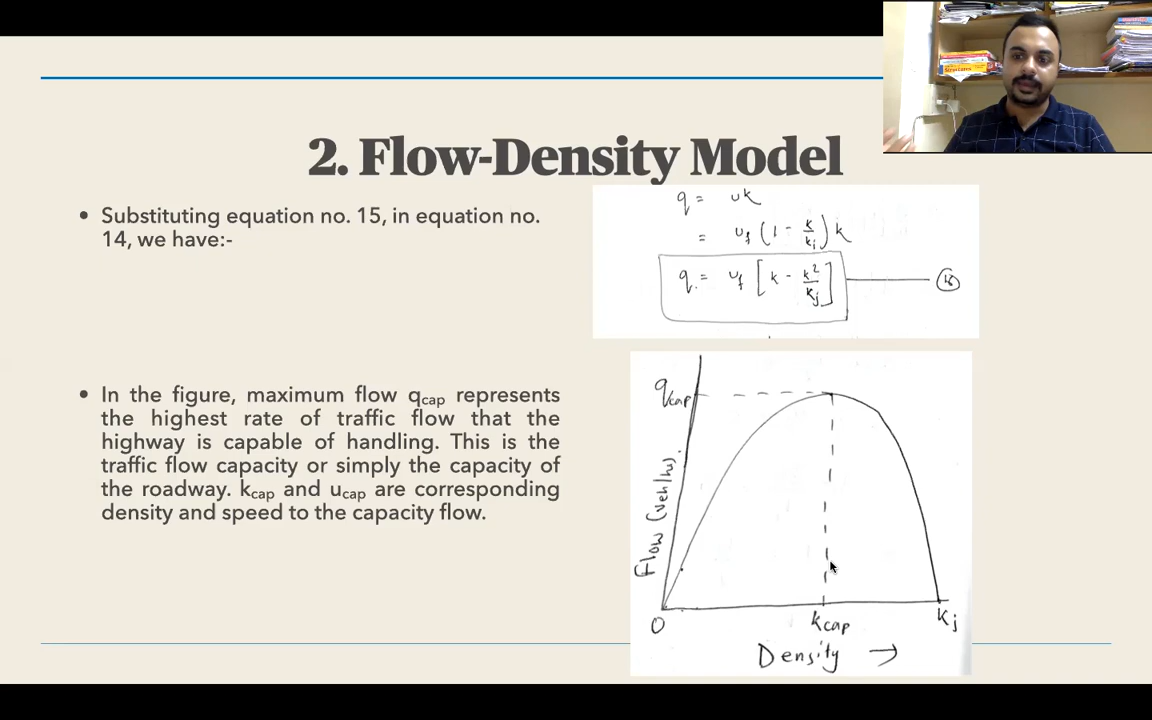 2. Flow-Density Model
• Substituting equation no. 15, in equation no.
14, we have:-
q = uk
= uf (1 - k/kj) k
q = uf [k - k²/kj] 16
• In the figure, maximum flow qcap represents
the highest rate of traffic flow that the
highway is capable of handling. This is the
traffic flow capacity or simply the capacity of
the roadway. kcap and ucap are corresponding
density and speed to the capacity flow.
qcap
Flow (veh/hr).
0
kcap
kj
Density →